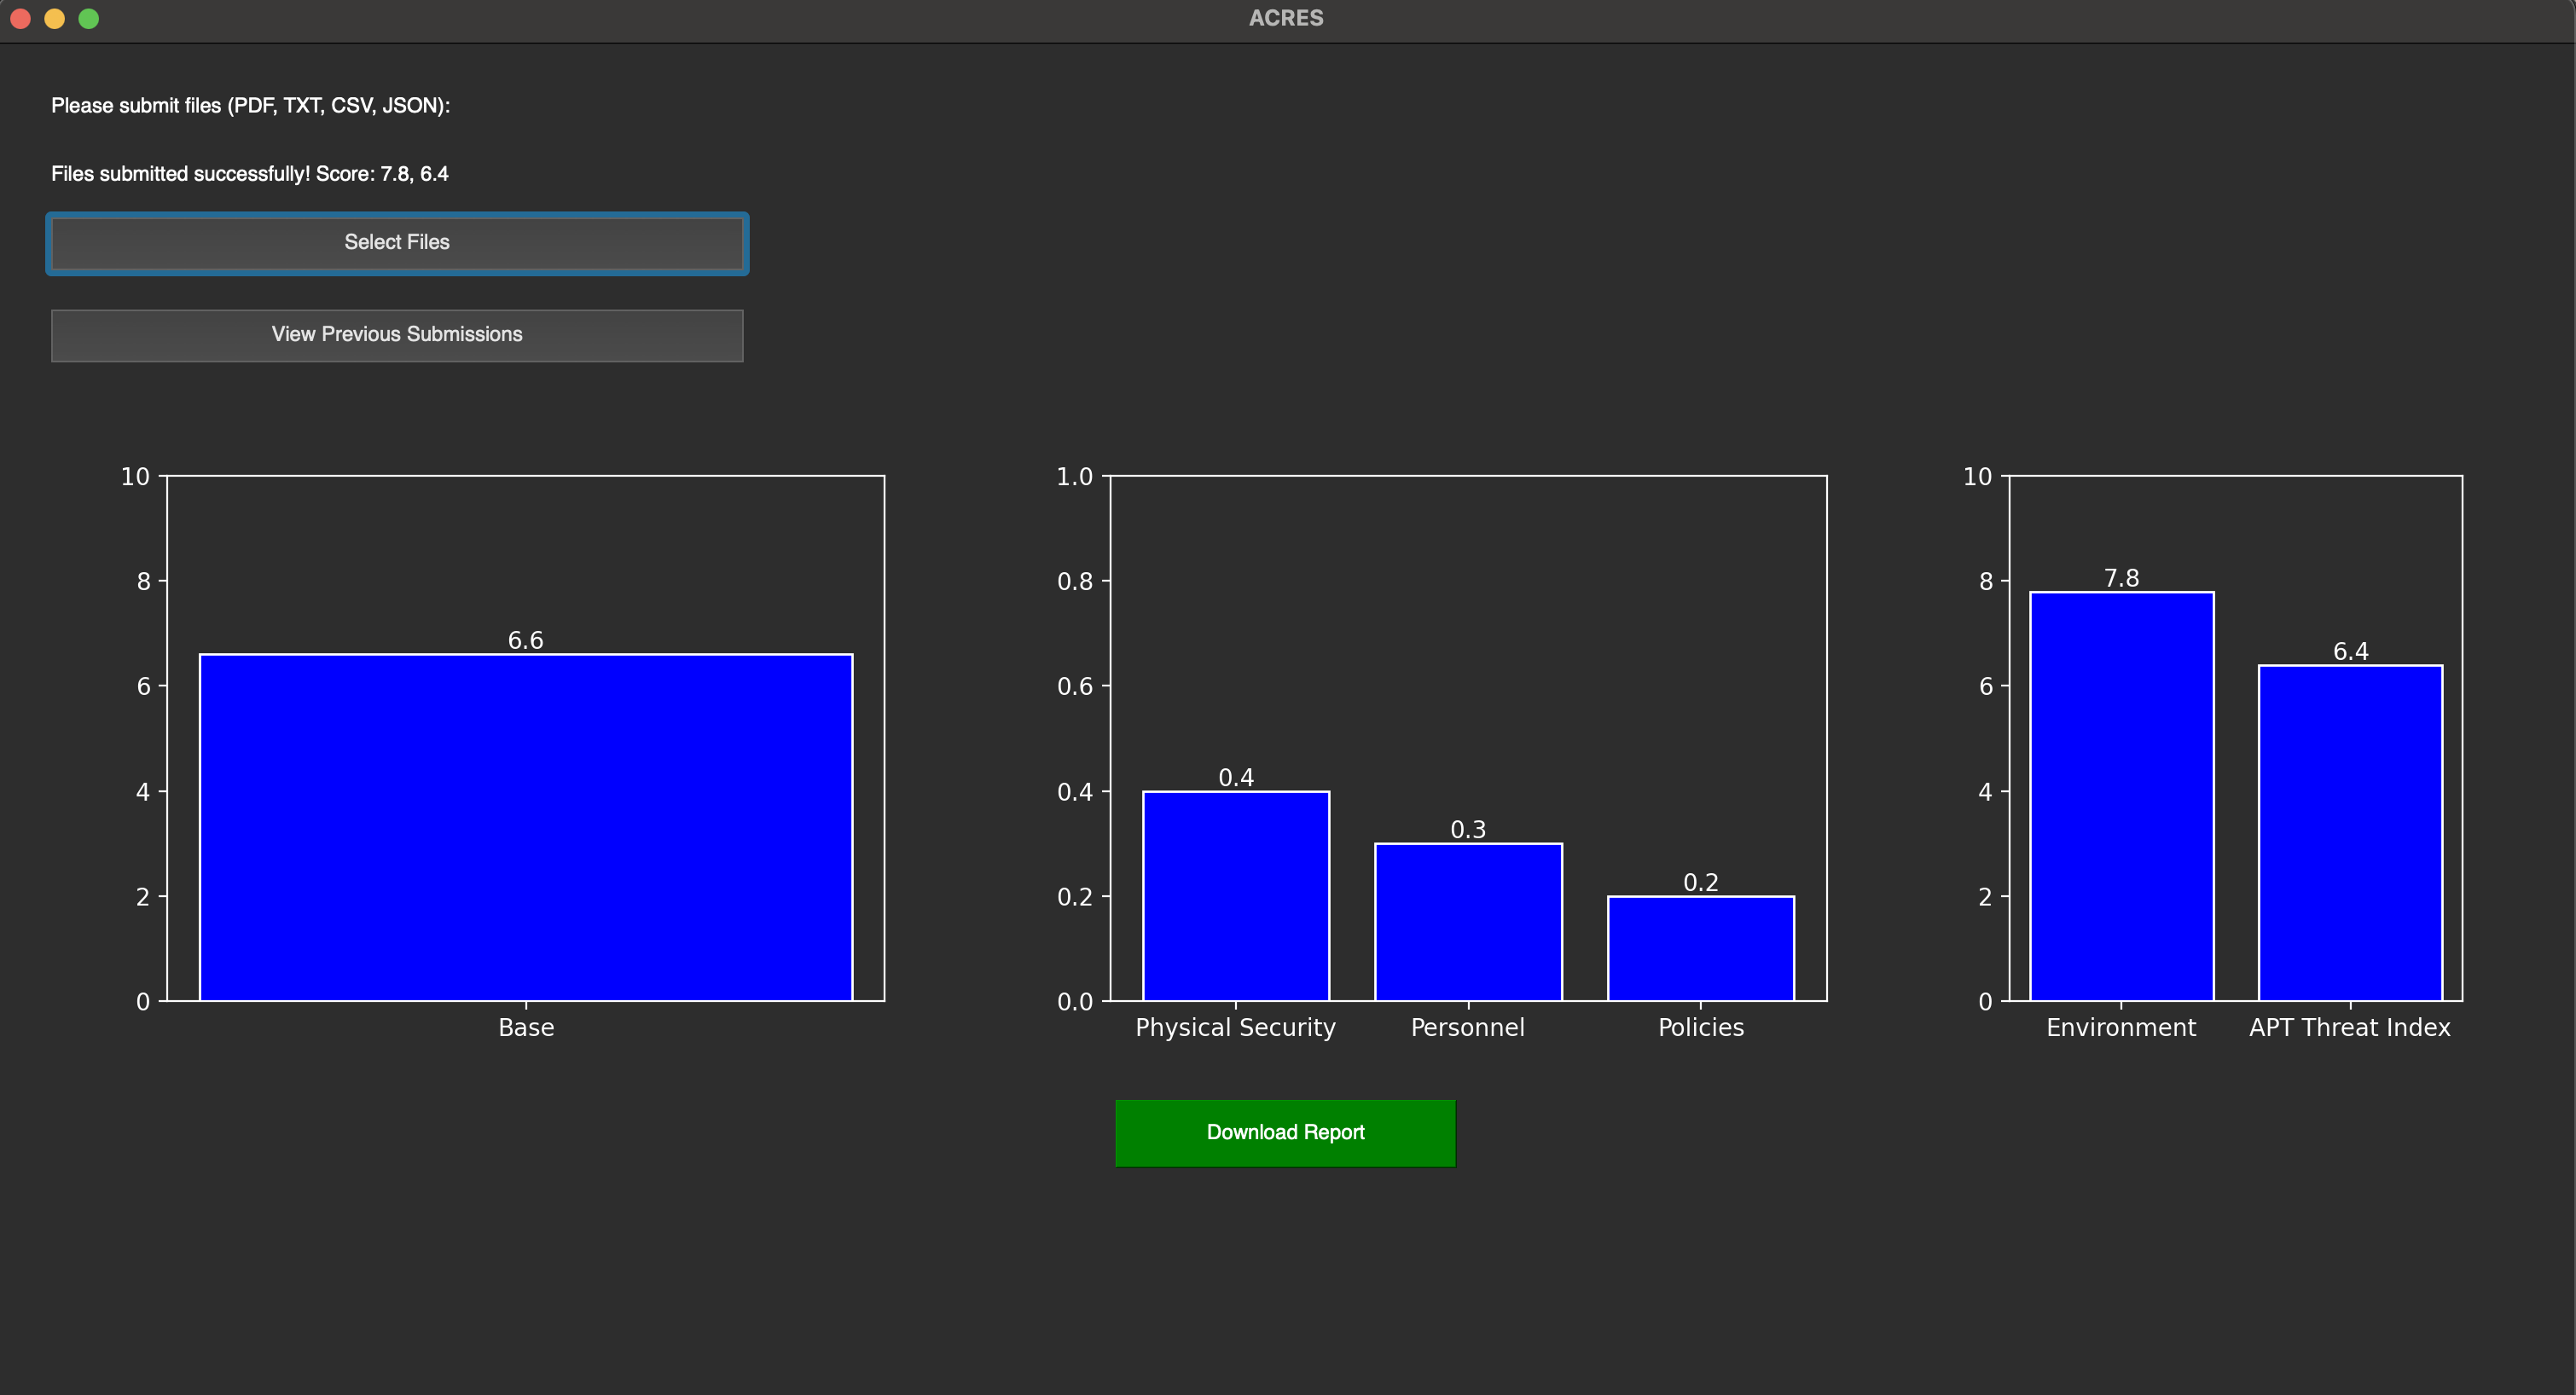 ACRES
Please submit files (PDF, TXT, CSV, JSON):
Files submitted successfully! Score: 7.8, 6.4
Select Files
View Previous Submissions
10
8
6
4
2
0
6.6
Base
1.0
0.8
0.6
0.4
0.2
0.0
0.4
0.3
0.2
Physical Security
Personnel
Policies
10
8
6
4
2
0
7.8
6.4
Environment
APT Threat Index
Download Report